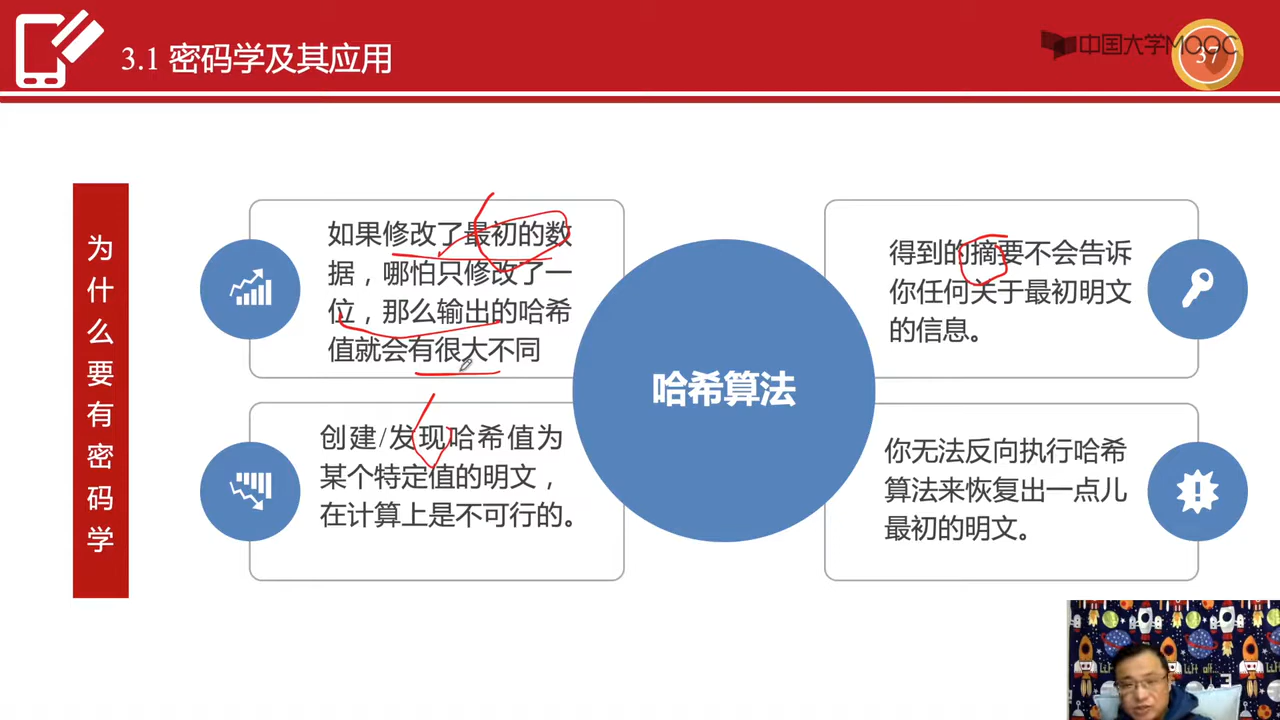 3.1 密码学及其应用
中国大学MOOC
37
为什么要有密码学
如果修改了最初的数
据，哪怕只修改了一
位，那么输出的哈希
值就会有很大不同
创建/发现哈希值为
某个特定值的明文，
在计算上是不可行的。
哈希算法
得到的摘要不会告诉
你任何关于最初明文
的信息。
你无法反向执行哈希
算法来恢复出一点儿
最初的明文。